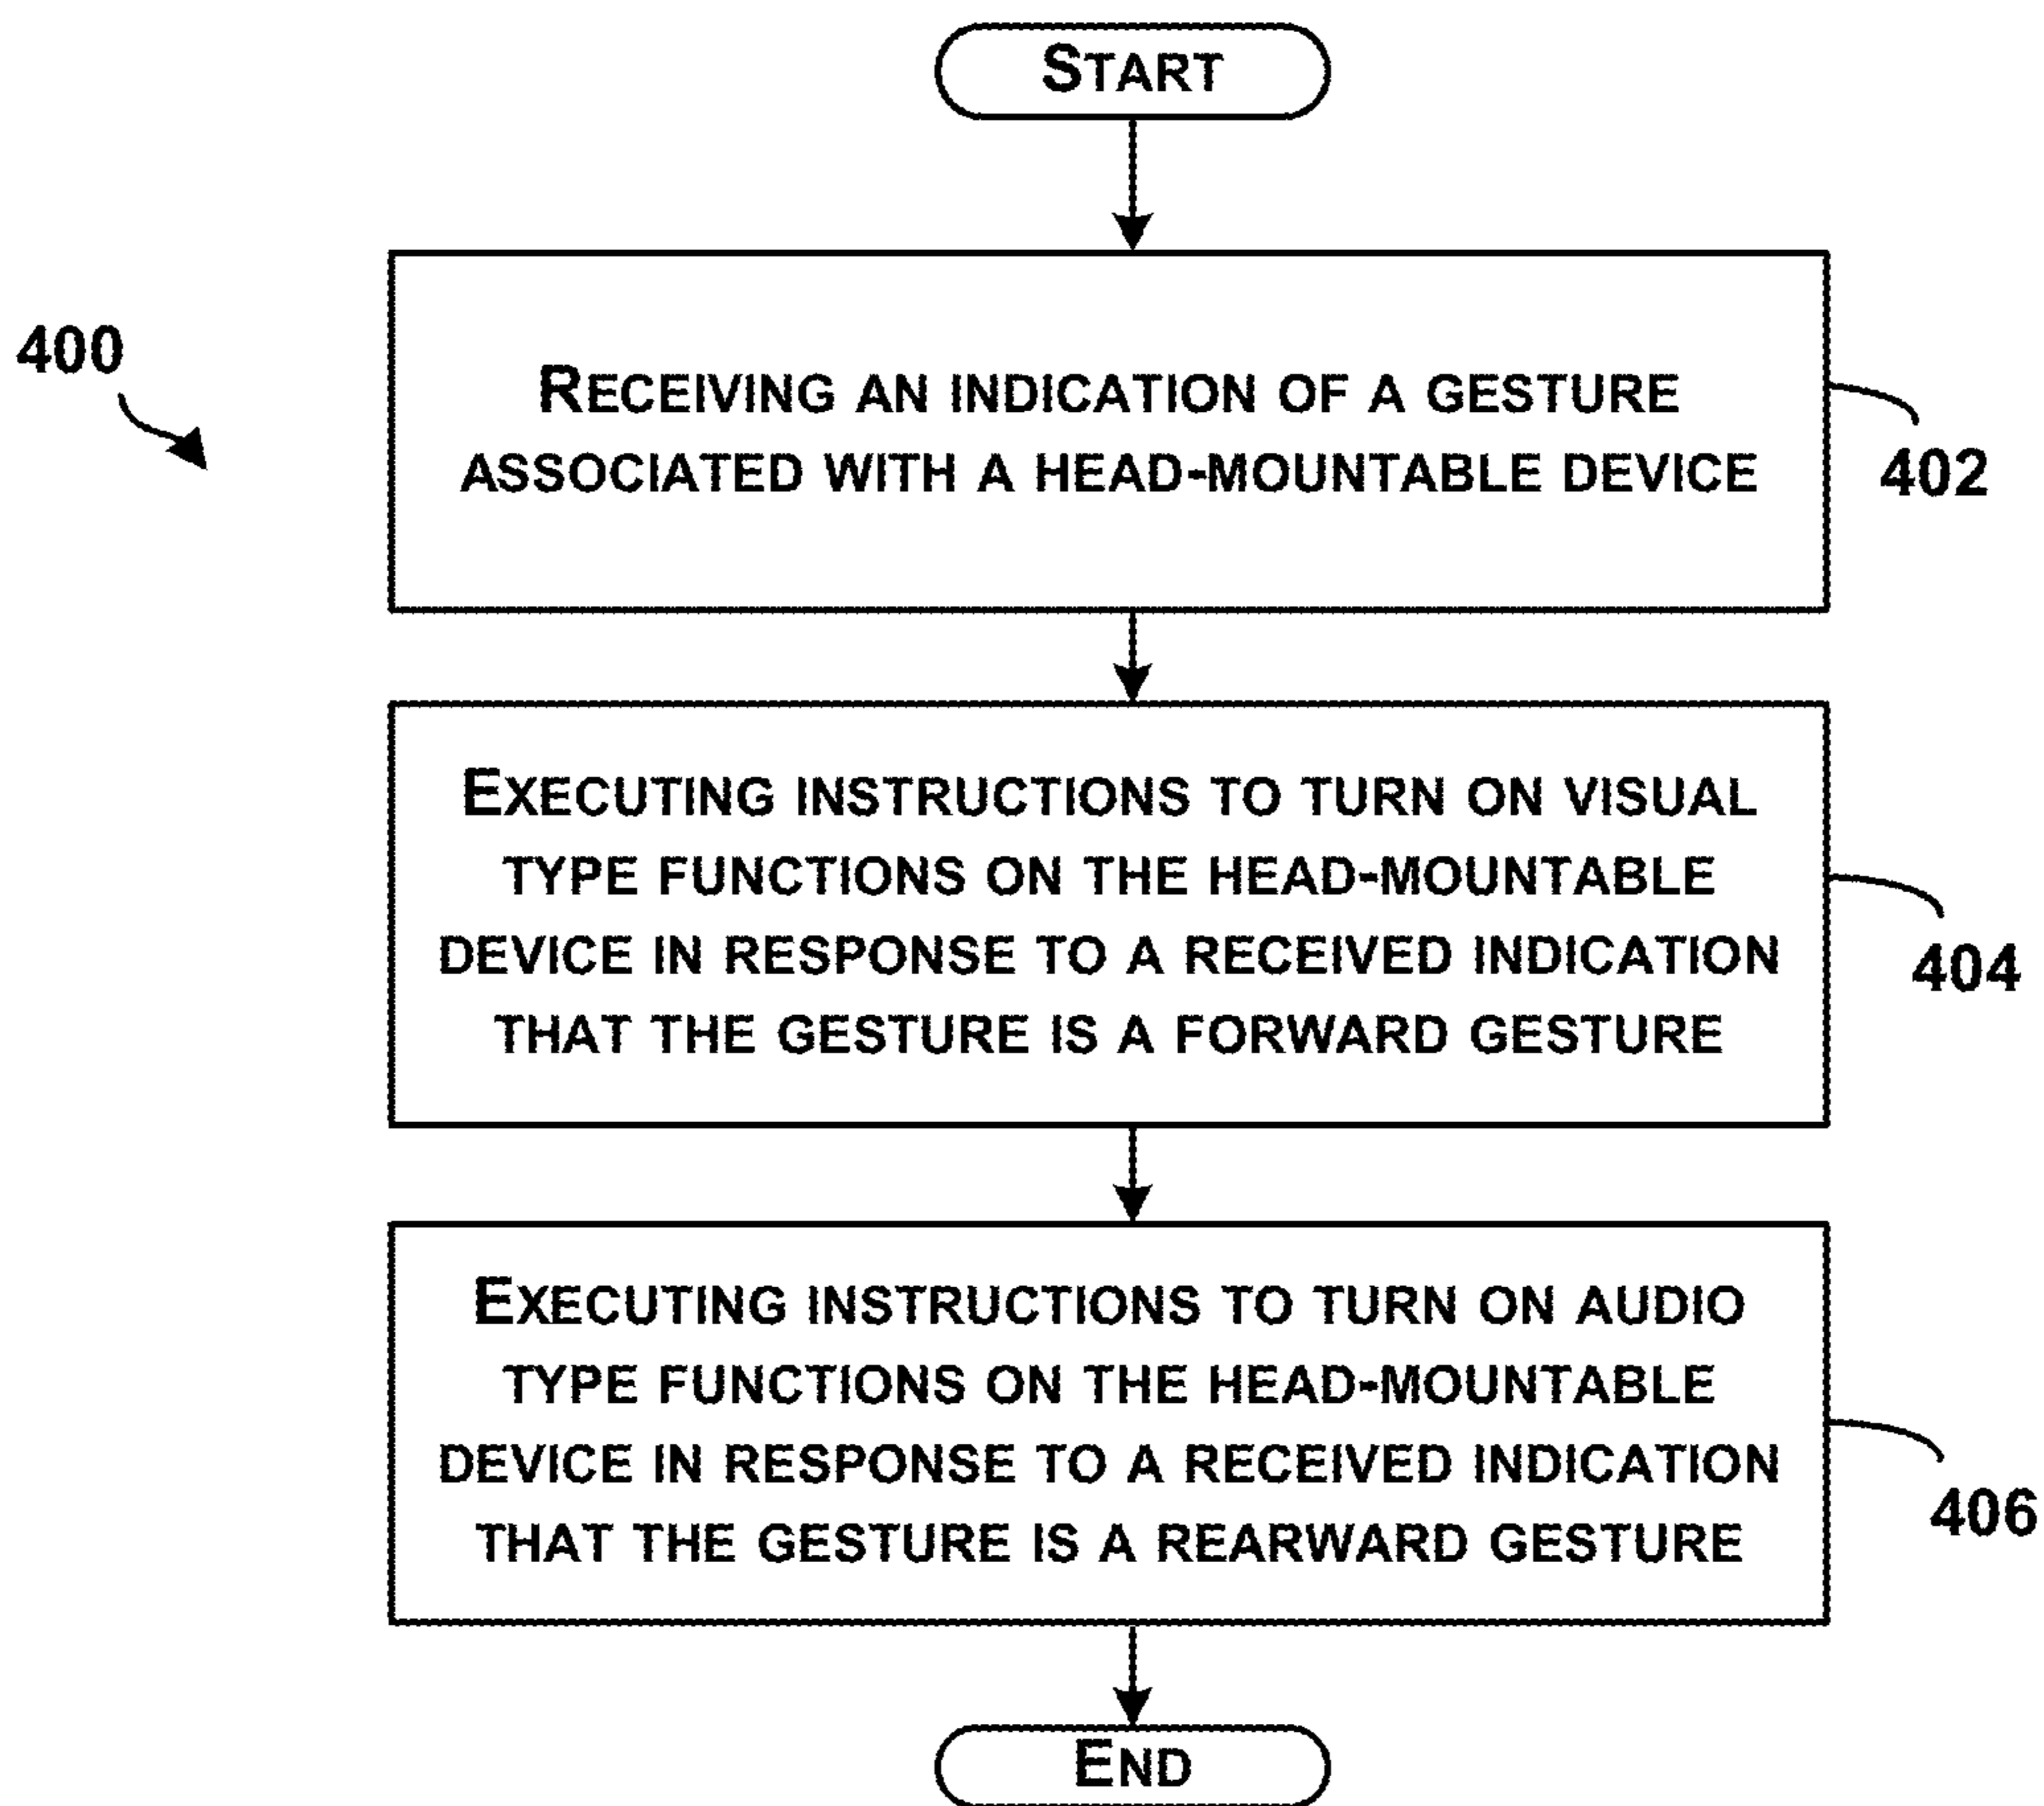 START
400
RECEIVING AN INDICATION OF A GESTURE
ASSOCIATED WITH A HEAD-MOUNTABLE DEVICE
402
EXECUTING INSTRUCTIONS TO TURN ON VISUAL
TYPE FUNCTIONS ON THE HEAD-MOUNTABLE
DEVICE IN RESPONSE TO A RECEIVED INDICATION
THAT THE GESTURE IS A FORWARD GESTURE
404
EXECUTING INSTRUCTIONS TO TURN ON AUDIO
TYPE FUNCTIONS ON THE HEAD-MOUNTABLE
DEVICE IN RESPONSE TO A RECEIVED INDICATION
THAT THE GESTURE IS A REARWARD GESTURE
406
END